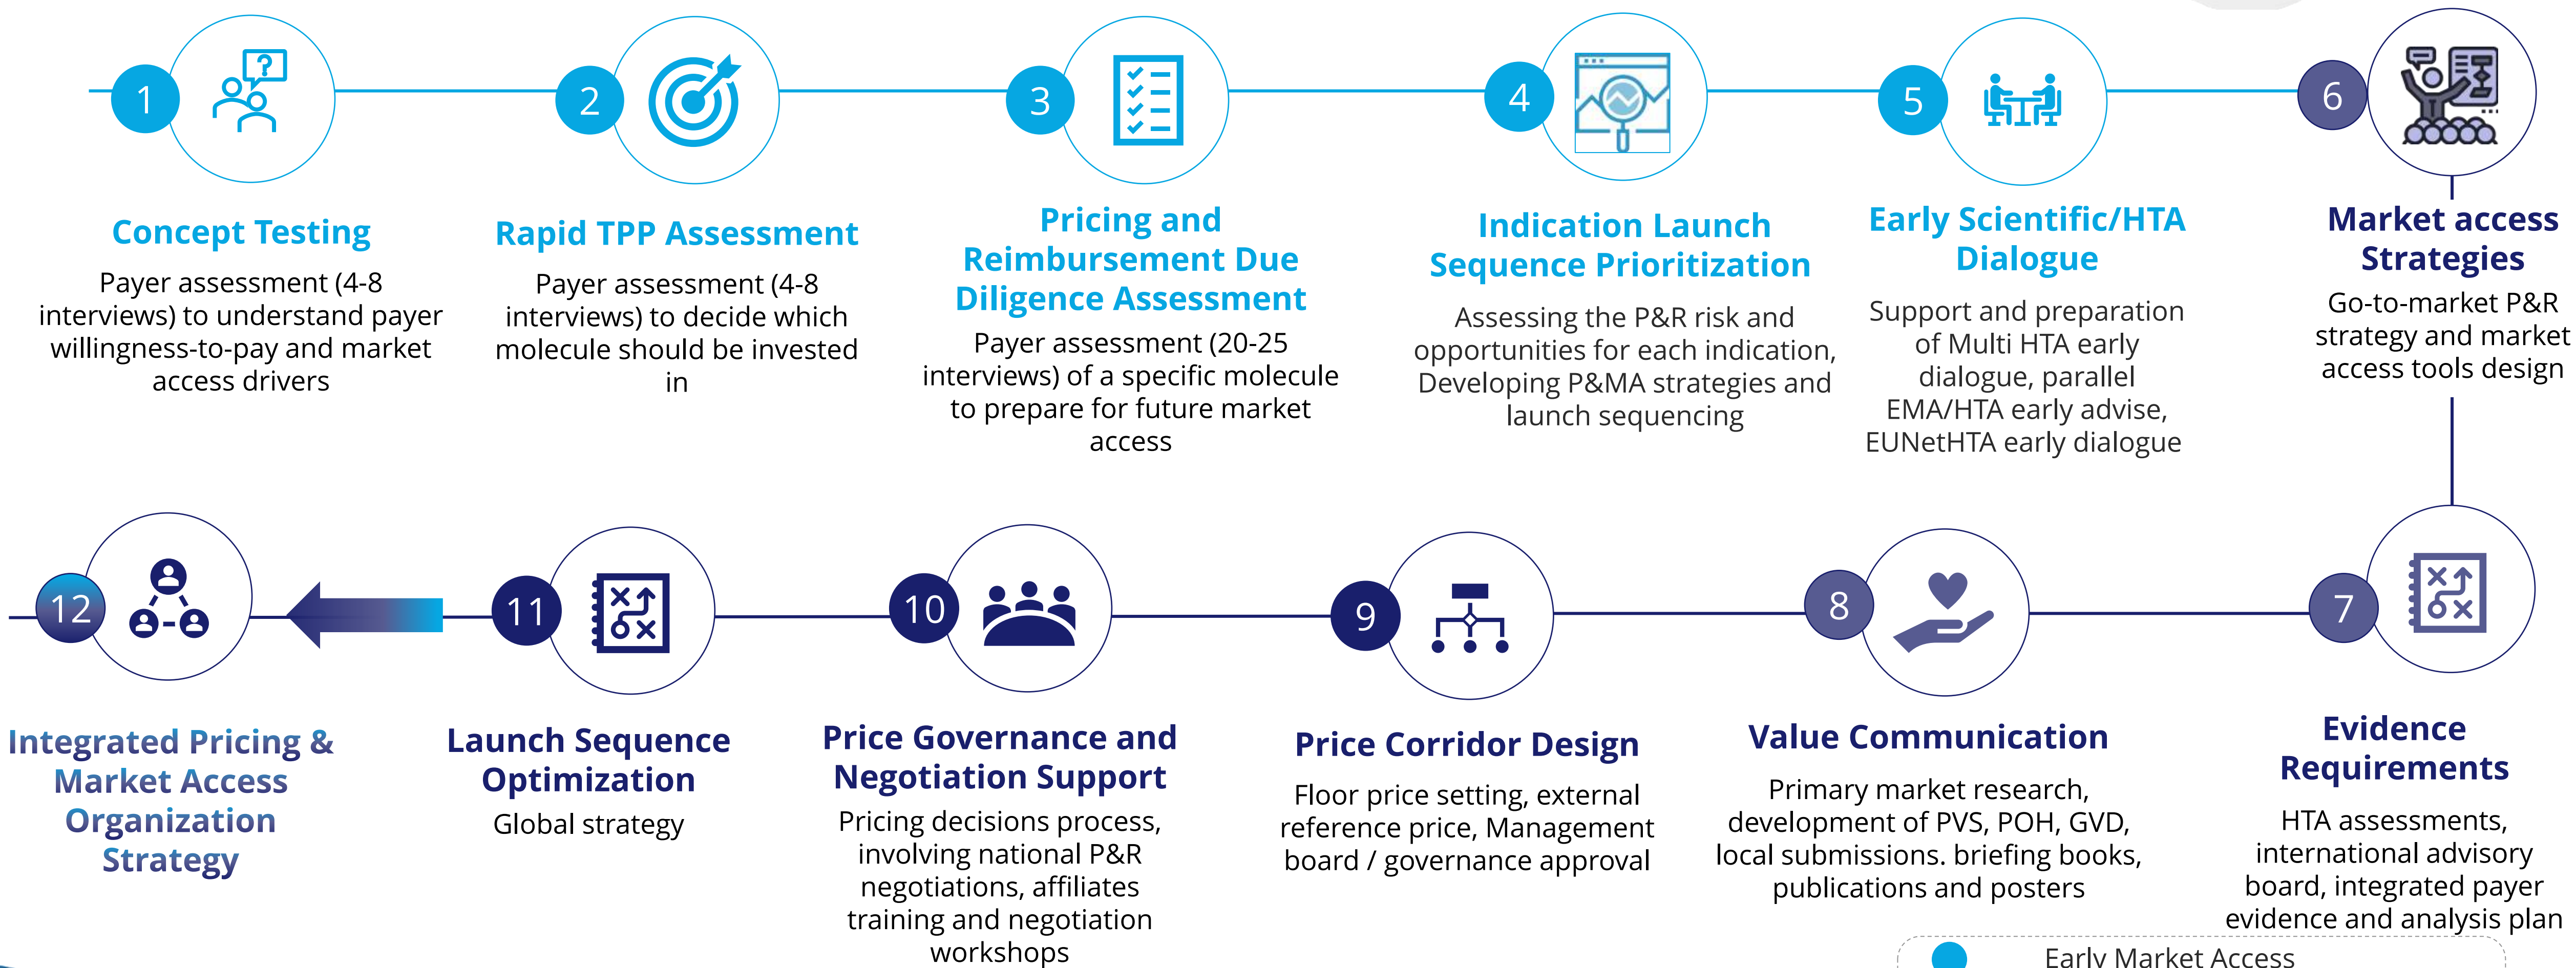 1
Concept Testing
Payer assessment (4-8
interviews) to understand payer
willingness-to-pay and market
access drivers
2
Rapid TPP Assessment
Payer assessment (4-8
interviews) to decide which
molecule should be invested
in
3
Pricing and
Reimbursement Due
Diligence Assessment
Payer assessment (20-25
interviews) of a specific molecule
to prepare for future market
access
4
Indication Launch
Sequence Prioritization
Assessing the P&R risk and
opportunities for each indication,
Developing P&MA strategies and
launch sequencing
5
Early Scientific/HTA
Dialogue
Support and preparation
of Multi HTA early
dialogue, parallel
EMA/HTA early advise,
EUNetHTA early dialogue
6
Market access
Strategies
Go-to-market P&R
strategy and market
access tools design
?
12
Integrated Pricing &
Market Access
Organization
Strategy
11
Launch Sequence
Optimization
Global strategy
10
Price Governance and
Negotiation Support
Pricing decisions process,
involving national P&R
negotiations, affiliates
training and negotiation
workshops
9
Price Corridor Design
Floor price setting, external
reference price, Management
board / governance approval
8
Value Communication
Primary market research,
development of PVS, POH, GVD,
local submissions. briefing books,
publications and posters
7
Evidence
Requirements
HTA assessments,
international advisory
board, integrated payer
evidence and analysis plan
Early Market Access